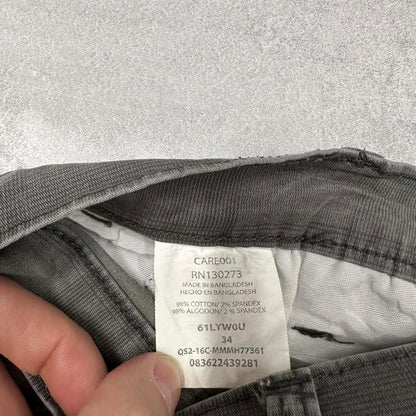 CARE001
RN130273
MADE IN BANGLADESH
HECHO EN BANGLADESH
98% COTTON/ 2% SPANDEX
98% ALGODON/ 2% SPANDEX
61LYW0U
34
QS2-16C-MMMH77361
083622439281